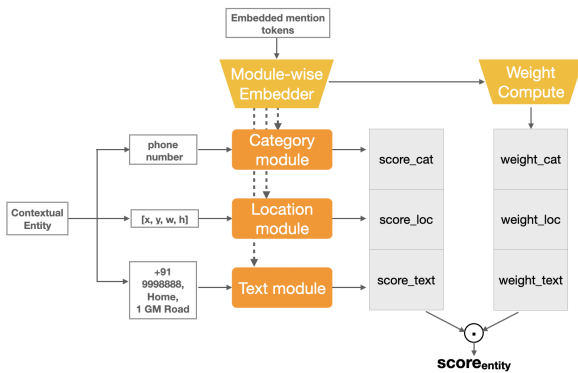 Embedded mention
tokens
Module-wise
Embedder
Weight
Compute
phone
number
Category
module
score_cat
weight_cat
Contextual
Entity
[x, y, w, h]
Location
module
score_loc
weight_loc
+91
9998888,
Home,
1 GM Road
Text module
score_text
weight_text
scoreentity